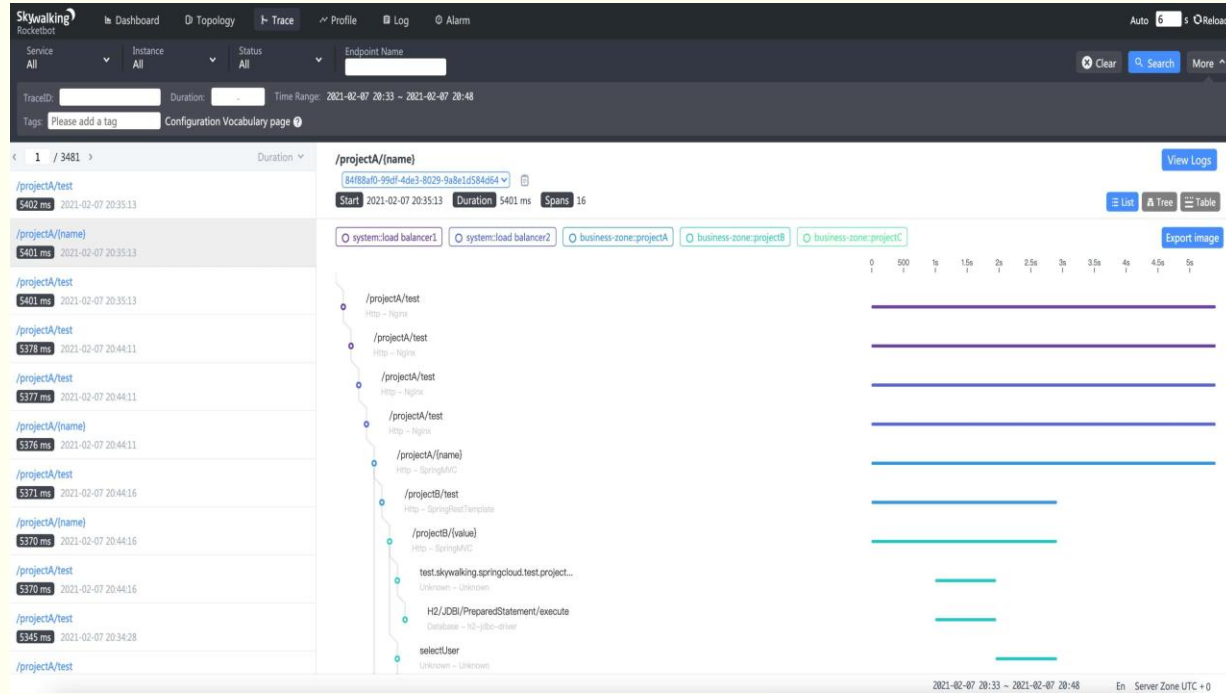 Skywalking
Rocketbot
Dashboard
Topology
Trace
Profile
Log
Alarm
Auto 6 s Reload
Service
All
Instance
All
Status
All
Endpoint Name
Clear
Search
More
TraceID:
Duration: -
Time Range: 2021-02-07 20:33 ~ 2021-02-07 20:48
Tags: Please add a tag
Configuration Vocabulary page
1 / 3481
Duration
/projectA/test
5402 ms 2021-02-07 20:35:13
/projectA/{name}
5401 ms 2021-02-07 20:35:13
/projectA/test
5401 ms 2021-02-07 20:35:13
/projectA/test
5378 ms 2021-02-07 20:44:11
/projectA/test
5377 ms 2021-02-07 20:44:11
/projectA/{name}
5376 ms 2021-02-07 20:44:11
/projectA/test
5371 ms 2021-02-07 20:44:16
/projectA/{name}
5370 ms 2021-02-07 20:44:16
/projectA/test
5370 ms 2021-02-07 20:44:16
/projectA/test
5345 ms 2021-02-07 20:34:28
/projectA/test
/projectA/{name}
84f88af0-99df-4de3-8029-9a8e1d584d64
Start 2021-02-07 20:35:13 Duration 5401 ms Spans 16
View Logs
List
Tree
Table
system::load balancer1
system::load balancer2
business-zone::projectA
business-zone::projectB
business-zone::projectC
Export image
0 500 1s 1.5s 2s 2.5s 3s 3.5s 4s 4.5s 5s
/projectA/test
Http - Nginx
/projectA/test
Http - Nginx
/projectA/test
Http - Nginx
/projectA/test
Http - Nginx
/projectA/{name}
Http - SpringMVC
/projectB/test
Http - SpringRestTemplate
/projectB/{value}
Http - SpringMVC
test.skywalking.springcloud.test.project...
Unknown - Unknown
H2/JDBI/PreparedStatement/execute
Database - h2-jdbc-driver
selectUser
Unknown - Unknown
2021-02-07 20:33 ~ 2021-02-07 20:48
En
Server Zone UTC + 0